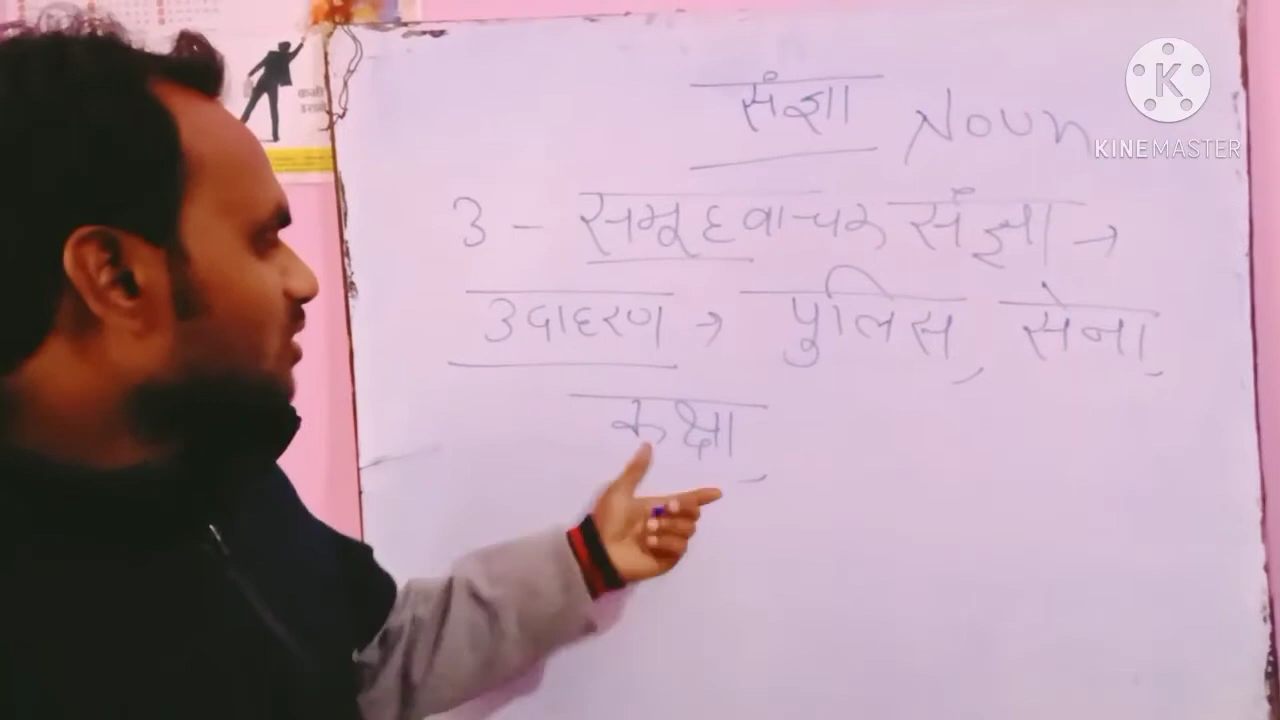 संज्ञा Noun
3 - समूहवाचक संज्ञा →
उदाहरण → पुलिस, सेना,
कक्षा,
KINEMASTER